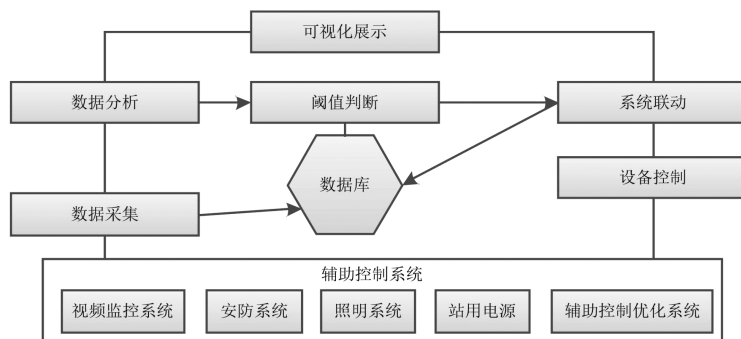 可视化展示
数据分析
阈值判断
系统联动
数据库
设备控制
数据采集
辅助控制系统
视频监控系统
安防系统
照明系统
站用电源
辅助控制优化系统